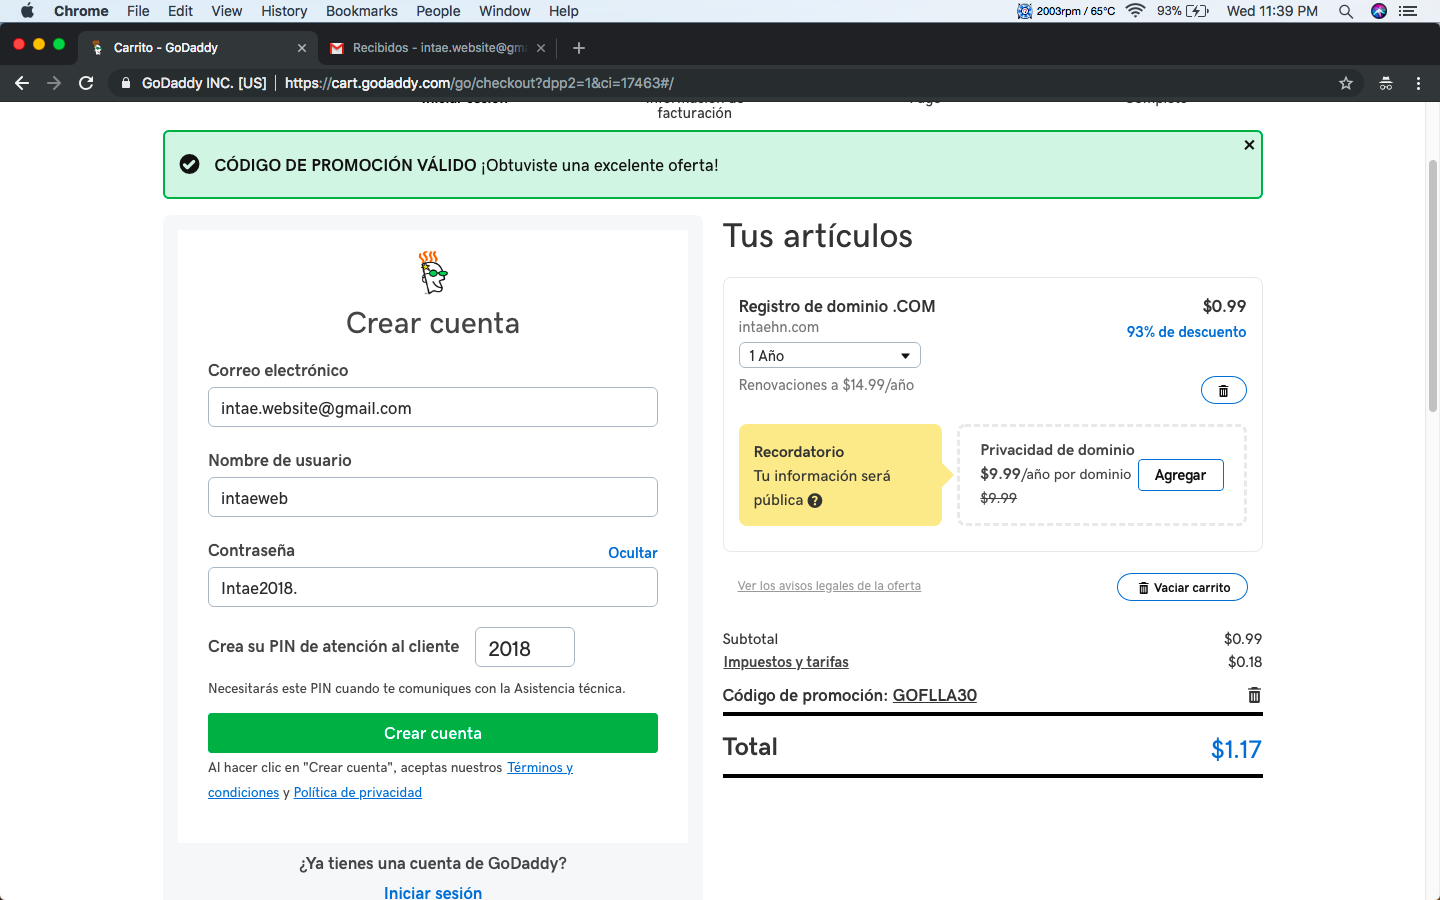 Chrome File Edit View History Bookmarks People Window Help 2003rpm / 65°C 93% Wed 11:39 PM
Carrito - GoDaddy
Recibidos - intae.website@gm
GoDaddy INC. [US] https://cart.godaddy.com/go/checkout?dpp2=1&ci=17463#/
Iniciar sesión
Información de
facturación
Pago
Completo
CÓDIGO DE PROMOCIÓN VÁLIDO ¡Obtuviste una excelente oferta!
Crear cuenta
Correo electrónico
intae.website@gmail.com
Nombre de usuario
intaeweb
Contraseña Ocultar
Intae2018.
Crea su PIN de atención al cliente 2018
Necesitarás este PIN cuando te comuniques con la Asistencia técnica.
Crear cuenta
Al hacer clic en "Crear cuenta", aceptas nuestros Términos y
condiciones y Política de privacidad
¿Ya tienes una cuenta de GoDaddy?
Iniciar sesión
Tus artículos
Registro de dominio .COM $0.99
intaehn.com 93% de descuento
1 Año
Renovaciones a $14.99/año
Recordatorio
Tu información será
pública
Privacidad de dominio
$9.99/año por dominio
$9.99
Agregar
Ver los avisos legales de la oferta
Vaciar carrito
Subtotal $0.99
Impuestos y tarifas $0.18
Código de promoción: GOFLLA30
Total $1.17